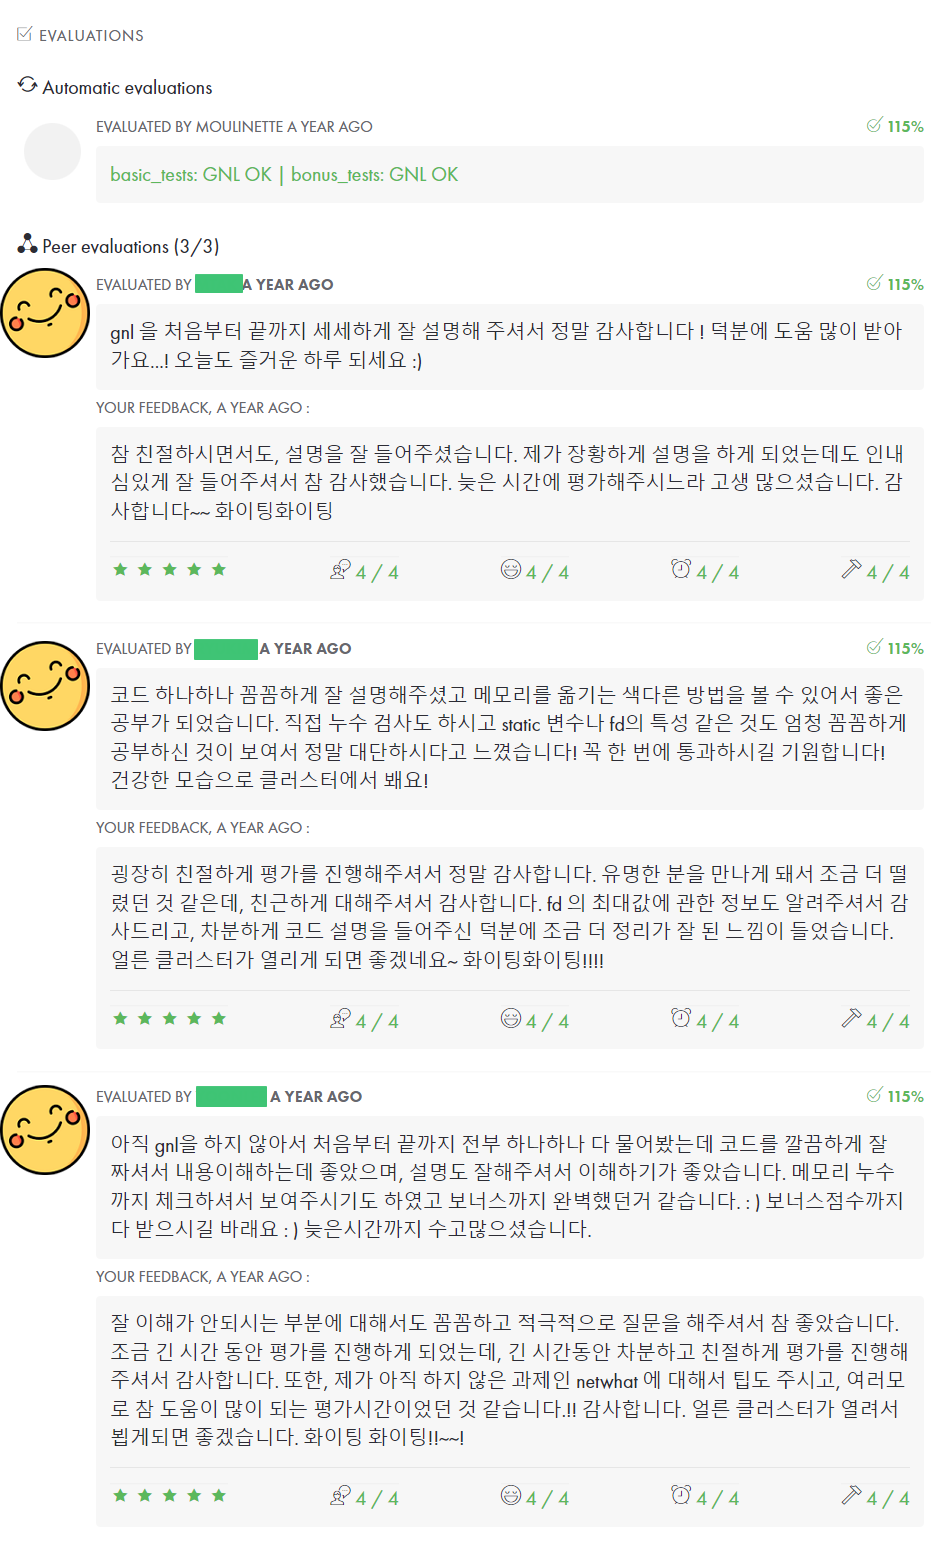 EVALUATIONS
Automatic evaluations
EVALUATED BY MOULINETTE A YEAR AGO 115%
basic_tests: GNL OK | bonus_tests: GNL OK
Peer evaluations (3/3)
EVALUATED BY A YEAR AGO 115%
gnl 을 처음부터 끝까지 세세하게 잘 설명해 주셔서 정말 감사합니다 ! 덕분에 도움 많이 받아
가요...! 오늘도 즐거운 하루 되세요 :)
YOUR FEEDBACK, A YEAR AGO :
참 친절하시면서도, 설명을 잘 들어주셨습니다. 제가 장황하게 설명을 하게 되었는데도 인내
심있게 잘 들어주셔서 참 감사했습니다. 늦은 시간에 평가해주시느라 고생 많으셨습니다. 감
사합니다~~ 화이팅화이팅
4 / 4 4 / 4 4 / 4 4 / 4
EVALUATED BY A YEAR AGO 115%
코드 하나하나 꼼꼼하게 잘 설명해주셨고 메모리를 옮기는 색다른 방법을 볼 수 있어서 좋은
공부가 되었습니다. 직접 누수 검사도 하시고 static 변수나 fd의 특성 같은 것도 엄청 꼼꼼하게
공부하신 것이 보여서 정말 대단하시다고 느꼈습니다! 꼭 한 번에 통과하시길 기원합니다!
건강한 모습으로 클러스터에서 봬요!
YOUR FEEDBACK, A YEAR AGO :
굉장히 친절하게 평가를 진행해주셔서 정말 감사합니다. 유명한 분을 만나게 돼서 조금 더 떨
렸던 것 같은데, 친근하게 대해주셔서 감사합니다. fd 의 최대값에 관한 정보도 알려주셔서 감
사드리고, 차분하게 코드 설명을 들어주신 덕분에 조금 더 정리가 잘 된 느낌이 들었습니다.
얼른 클러스터가 열리게 되면 좋겠네요~ 화이팅화이팅!!!!
4 / 4 4 / 4 4 / 4 4 / 4
EVALUATED BY A YEAR AGO 115%
아직 gnl을 하지 않아서 처음부터 끝까지 전부 하나하나 다 물어봤는데 코드를 깔끔하게 잘
짜셔서 내용이해하는데 좋았으며, 설명도 잘해주셔서 이해하기가 좋았습니다. 메모리 누수
까지 체크하셔서 보여주시기도 하였고 보너스까지 완벽했던거 같습니다. : ) 보너스점수까지
다 받으시길 바래요 : ) 늦은시간까지 수고많으셨습니다.
YOUR FEEDBACK, A YEAR AGO :
잘 이해가 안되시는 부분에 대해서도 꼼꼼하고 적극적으로 질문을 해주셔서 참 좋았습니다.
조금 긴 시간 동안 평가를 진행하게 되었는데, 긴 시간동안 차분하고 친절하게 평가를 진행해
주셔서 감사합니다. 또한, 제가 아직 하지 않은 과제인 netwhat 에 대해서 팁도 주시고, 여러모
로 참 도움이 많이 되는 평가시간이었던 것 같습니다.!! 감사합니다. 얼른 클러스터가 열려서
뵙게되면 좋겠습니다. 화이팅 화이팅!!~~!
4 / 4 4 / 4 4 / 4 4 / 4